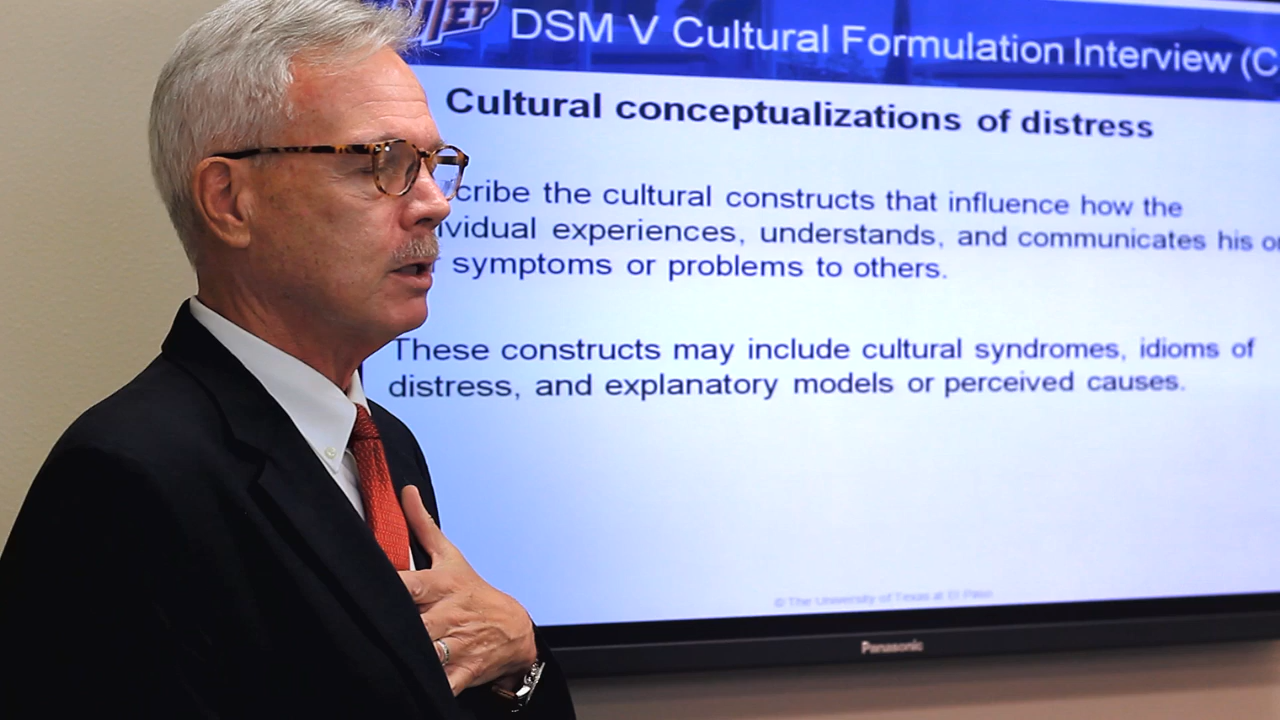 UTEP
DSM V Cultural Formulation Interview (C
Cultural conceptualizations of distress
cribe the cultural constructs that influence how the
ividual experiences, understands, and communicates his or
symptoms or problems to others.
These constructs may include cultural syndromes, idioms of
distress, and explanatory models or perceived causes.
© The University of Texas at El Paso
Panasonic